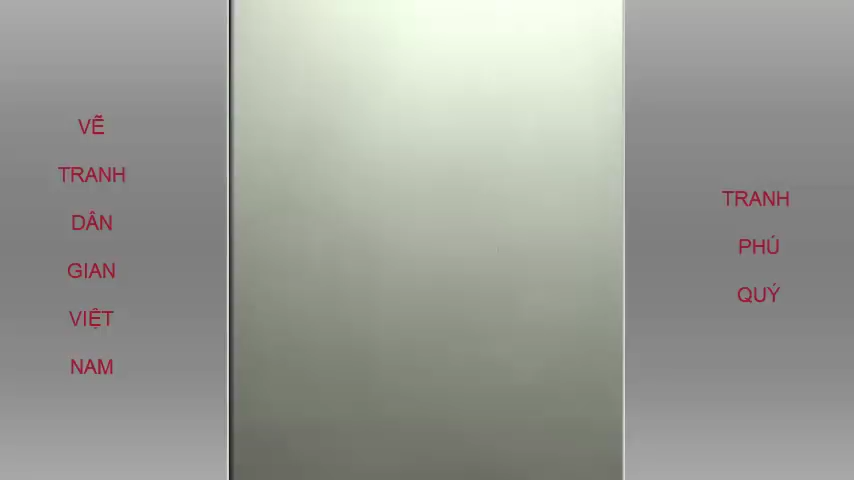 VẼ
TRANH
DÂN
GIAN
VIỆT
NAM
TRANH
PHÚ
QUÝ